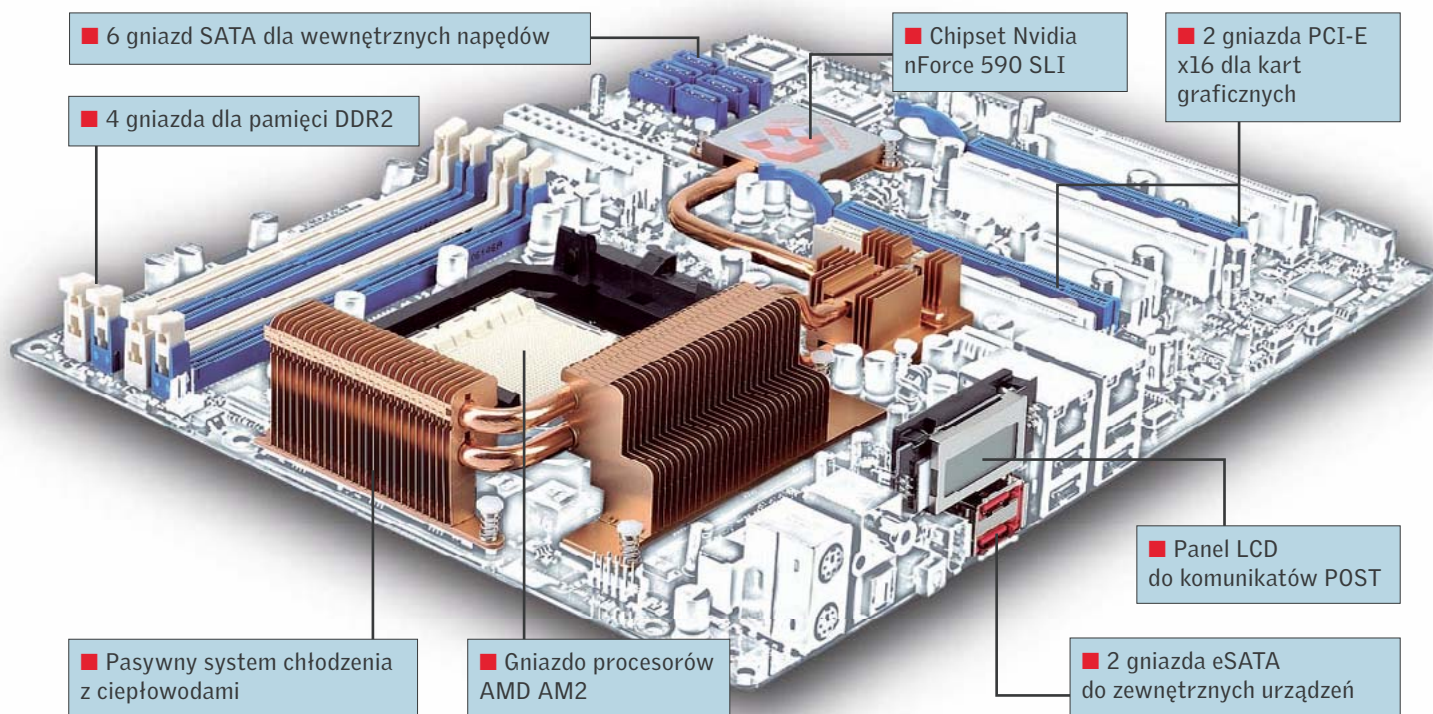 ■ 6 gniazd SATA dla wewnętrznych napędów
■ Chipset Nvidia
nForce 590 SLI
■ 2 gniazda PCI-E
x16 dla kart
graficznych
■ 4 gniazda dla pamięci DDR2
■ Panel LCD
do komunikatów POST
■ Pasywny system chłodzenia
z ciepłowodami
■ Gniazdo procesorów
AMD AM2
■ 2 gniazda eSATA
do zewnętrznych urządzeń